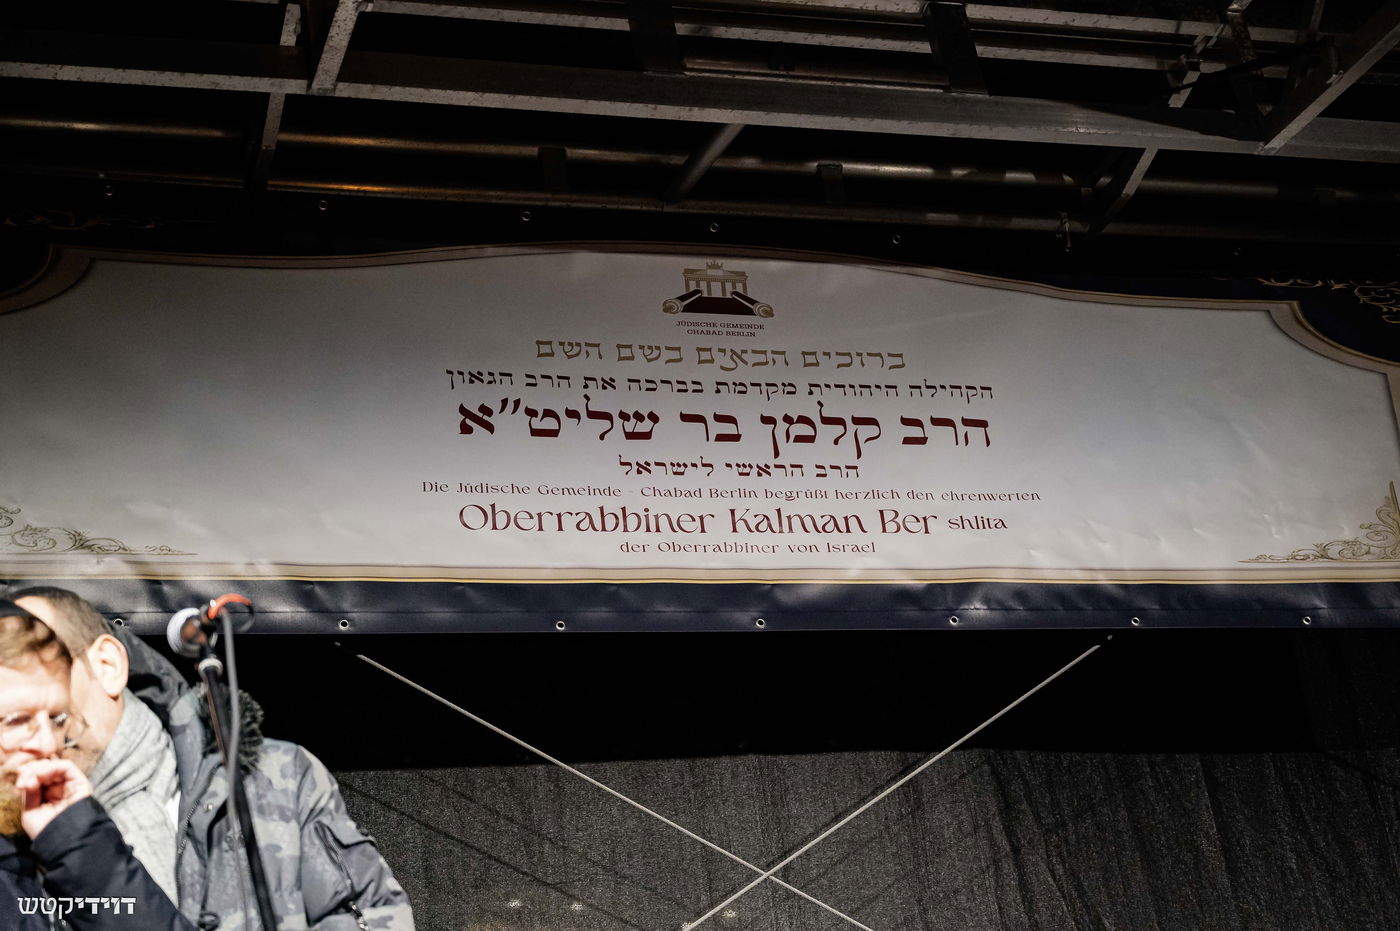 JÜDISCHE GEMEINDE
CHABAD BERLIN
ברוכים הבאים בשם השם
הקהילה היהודית מקדמת בברכה את הרב הגאון
הרב קלמן בר שליט"א
הרב הראשי לישראל
Die Jüdische Gemeinde - Chabad Berlin begrüßt herzlich den ehrenwerten
Oberrabbiner Kalman Ber shlita
der Oberrabbiner von Israel
דוידיקטש